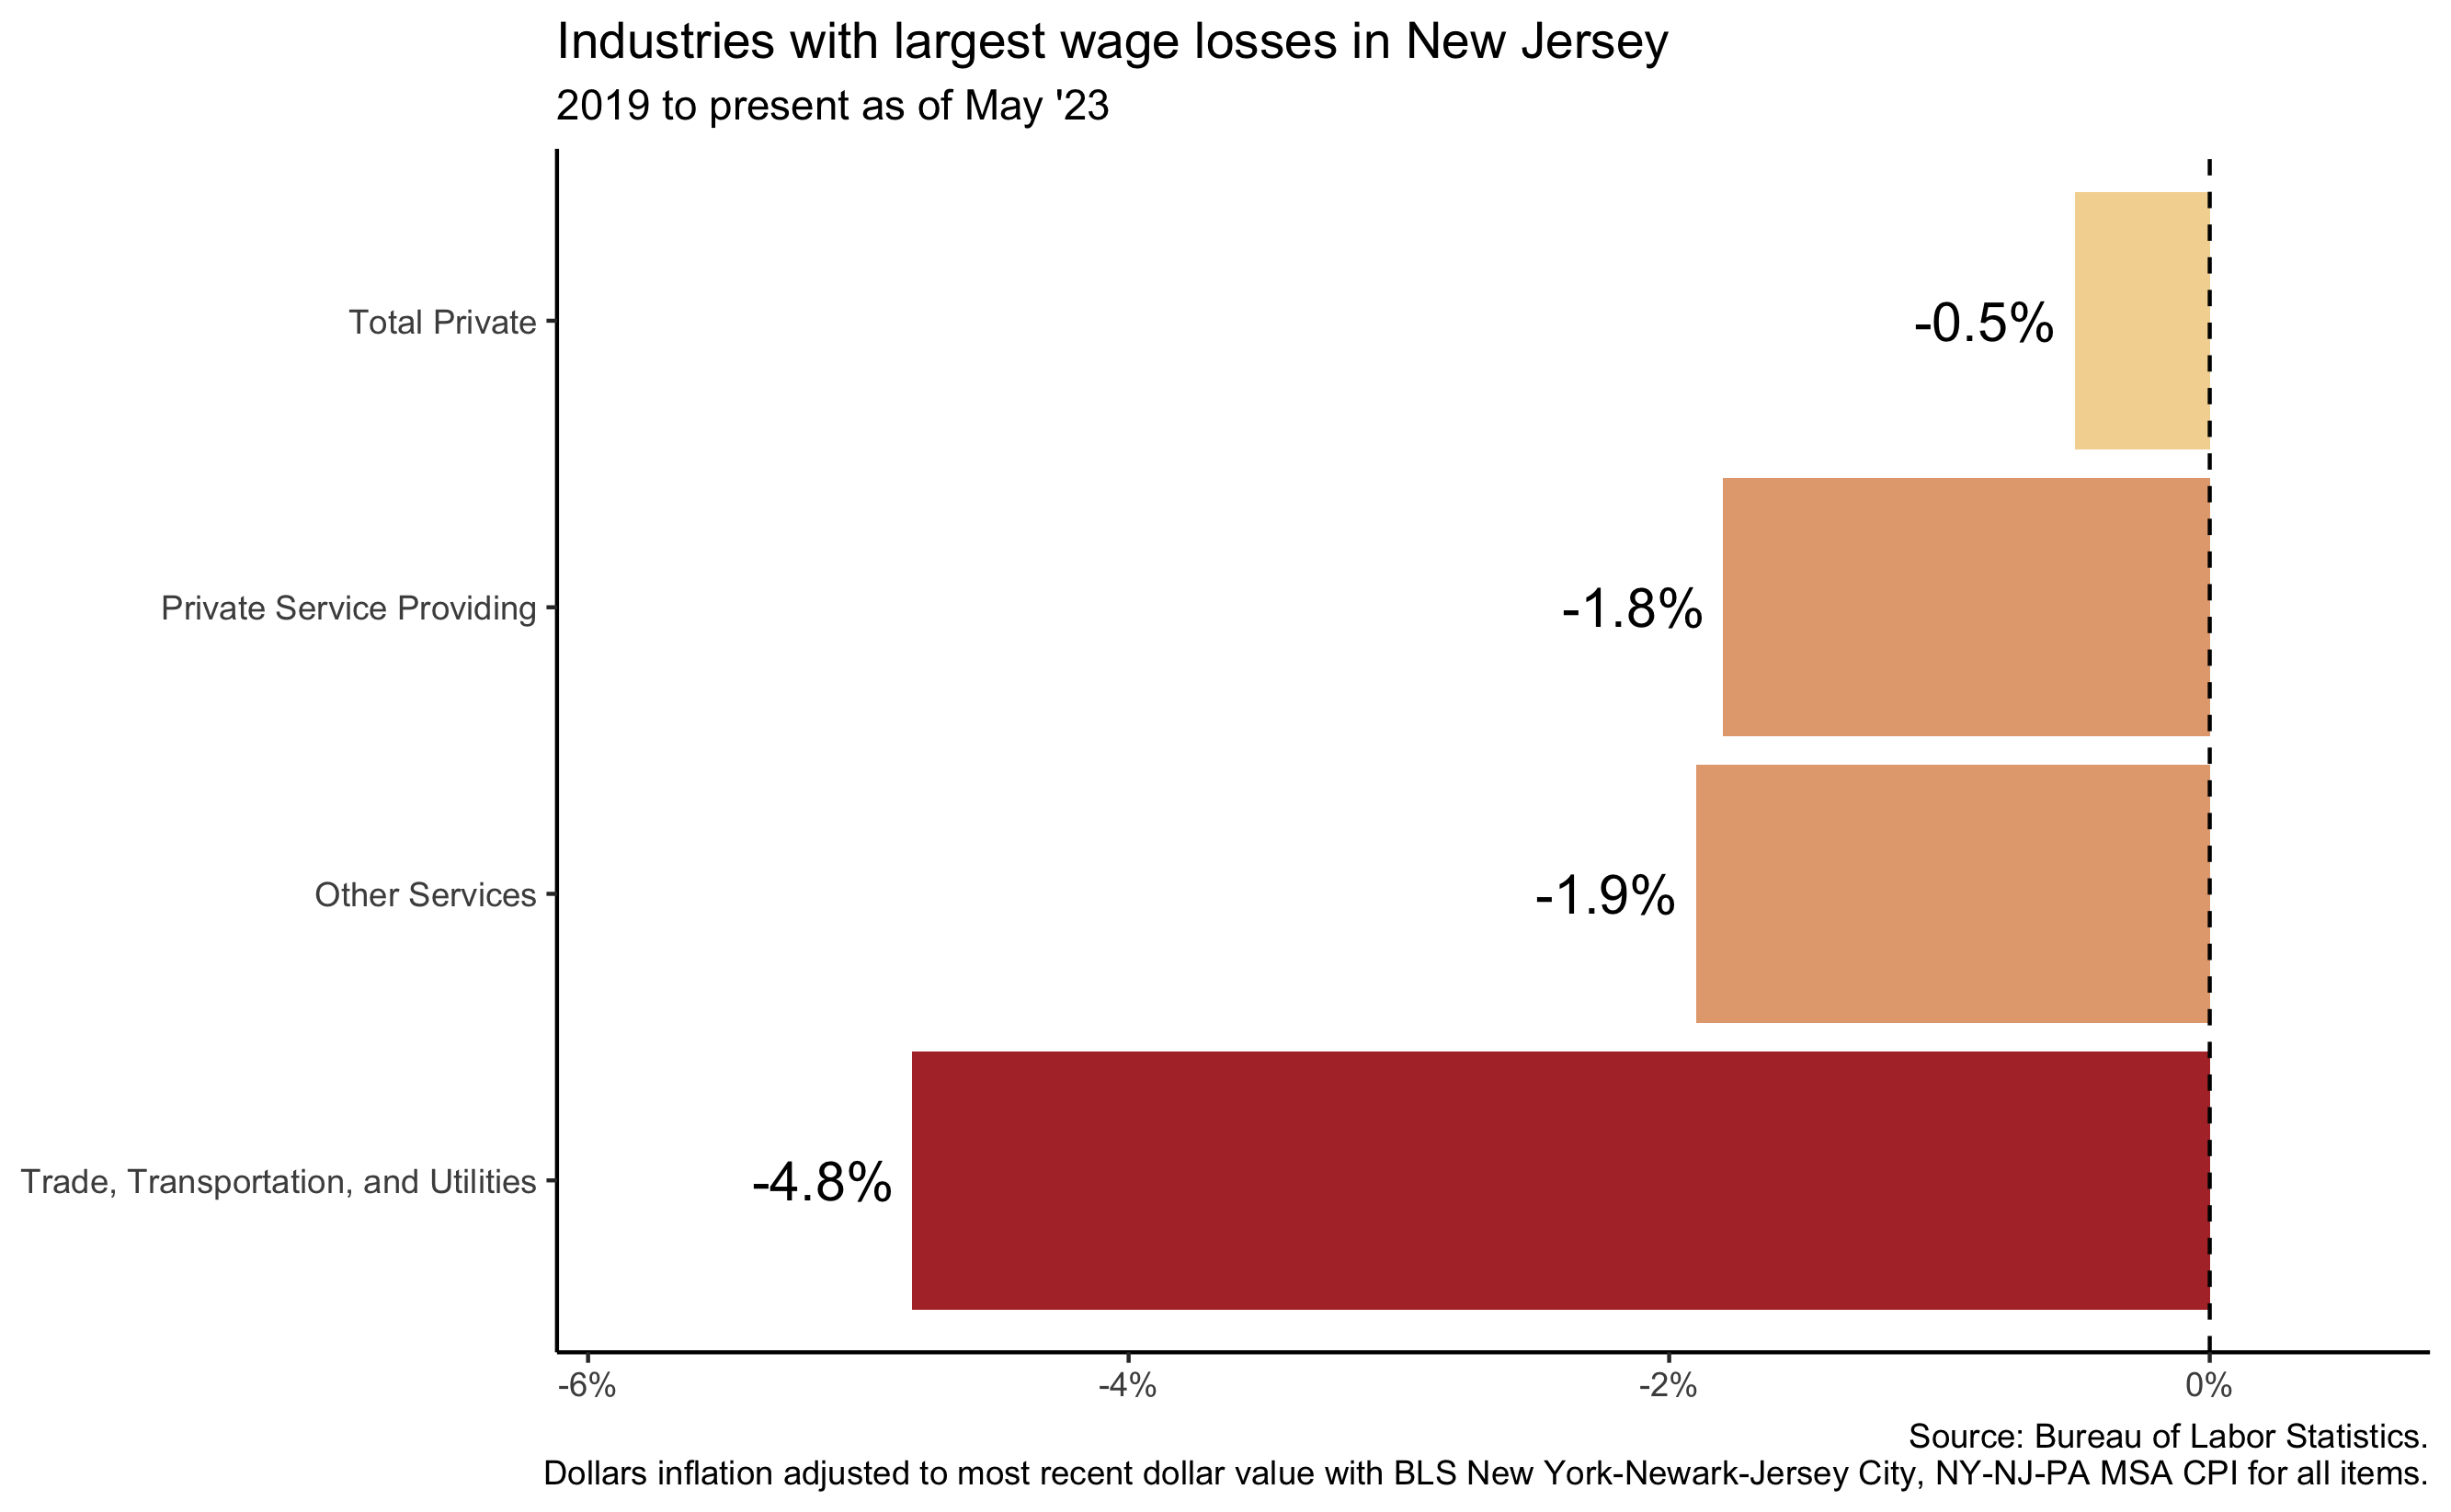 Industries with largest wage losses in New Jersey
2019 to present as of May '23
Total Private
-0.5%
Private Service Providing
-1.8%
Other Services
-1.9%
Trade, Transportation, and Utilities
-4.8%
-6%
-4%
-2%
0%
Source: Bureau of Labor Statistics.
Dollars inflation adjusted to most recent dollar value with BLS New York-Newark-Jersey City, NY-NJ-PA MSA CPI for all items.